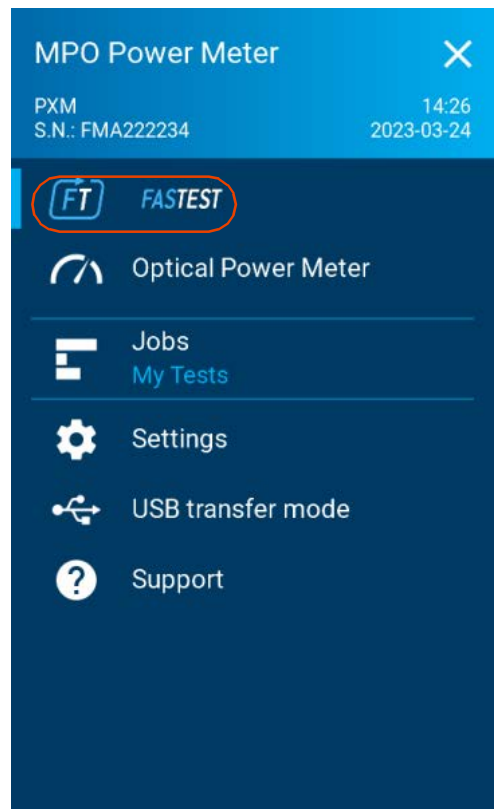 MPO Power Meter
PXM 14:26
S.N.: FMA222234 2023-03-24
FT FASTEST
Optical Power Meter
Jobs
My Tests
Settings
USB transfer mode
? Support